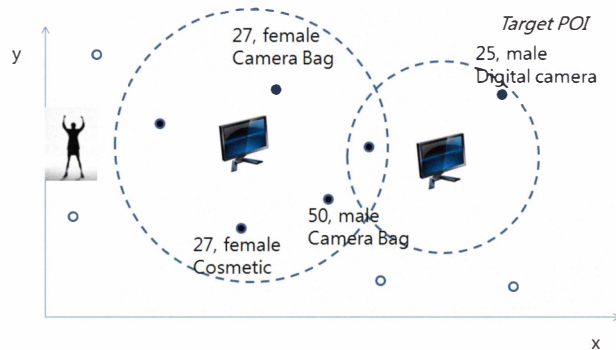 Target POI
y
27, female
Camera Bag
25, male
Digital camera
50, male
Camera Bag
27, female
Cosmetic
x